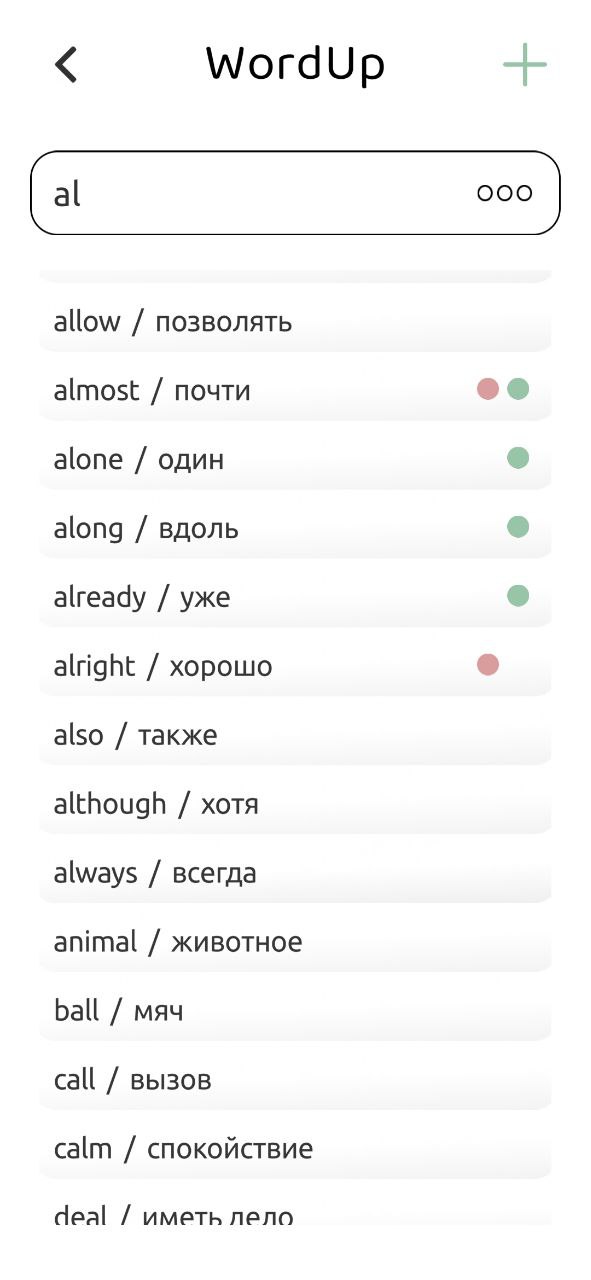 WordUp
al
allow / позволять
almost / почти
alone / один
along / вдоль
already / уже
alright / хорошо
also / также
although / хотя
always / всегда
animal / животное
ball / мяч
call / вызов
calm / спокойствие
deal / иметь дело